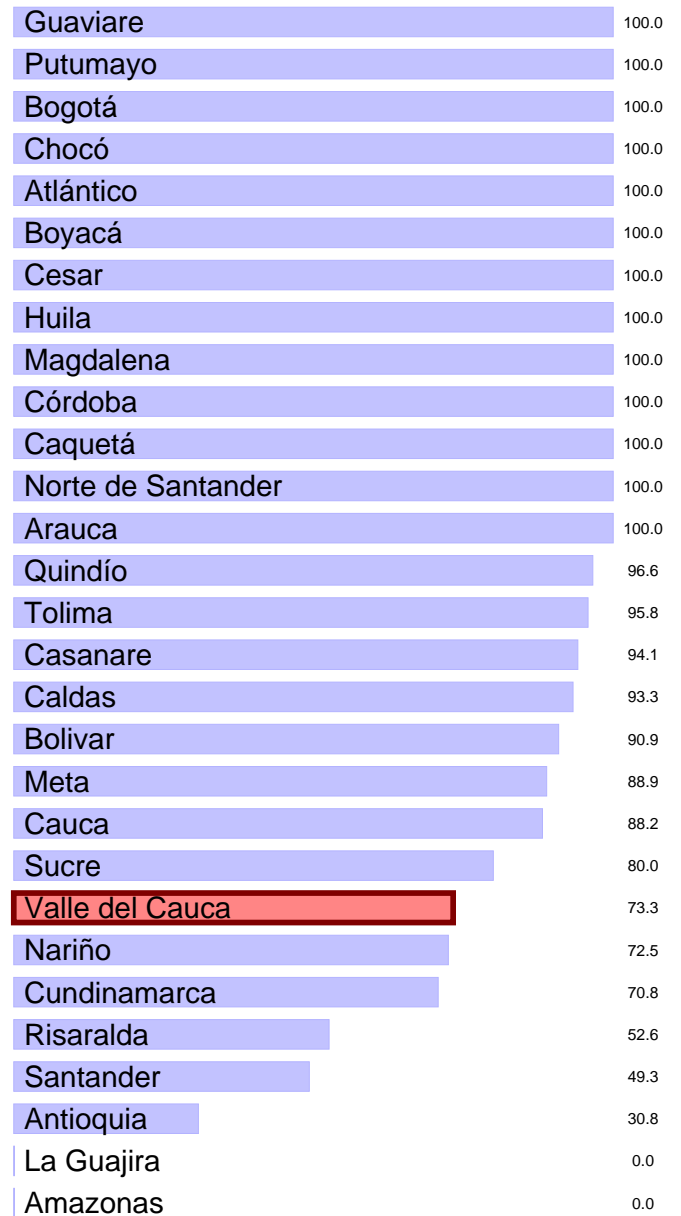 Guaviare 100.0
Putumayo 100.0
Bogotá 100.0
Chocó 100.0
Atlántico 100.0
Boyacá 100.0
Cesar 100.0
Huila 100.0
Magdalena 100.0
Córdoba 100.0
Caquetá 100.0
Norte de Santander 100.0
Arauca 100.0
Quindío 96.6
Tolima 95.8
Casanare 94.1
Caldas 93.3
Bolivar 90.9
Meta 88.9
Cauca 88.2
Sucre 80.0
Valle del Cauca 73.3
Nariño 72.5
Cundinamarca 70.8
Risaralda 52.6
Santander 49.3
Antioquia 30.8
La Guajira 0.0
Amazonas 0.0